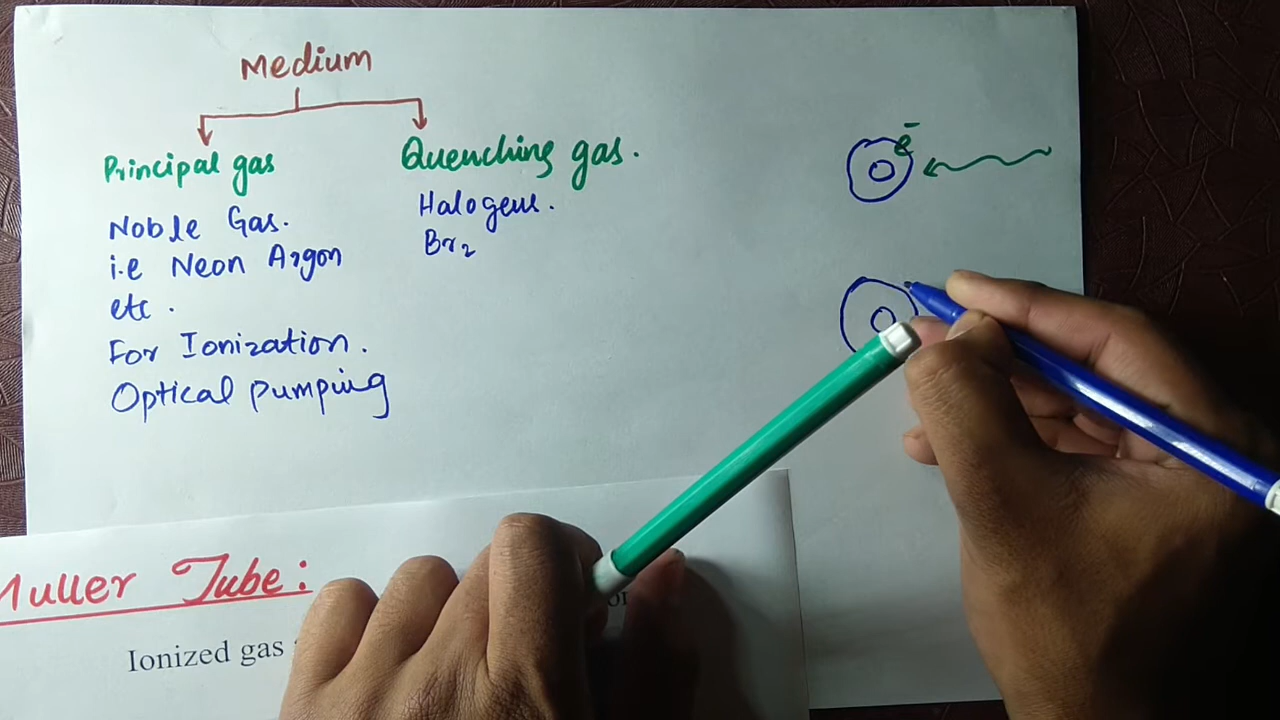 Medium
Principal gas
Quenching gas.
Noble Gas.
i.e Neon Argon
etc.
For Ionization.
Optical pumping
Halogens.
Br₂
e⁻
Muller Tube:
Ionized gas